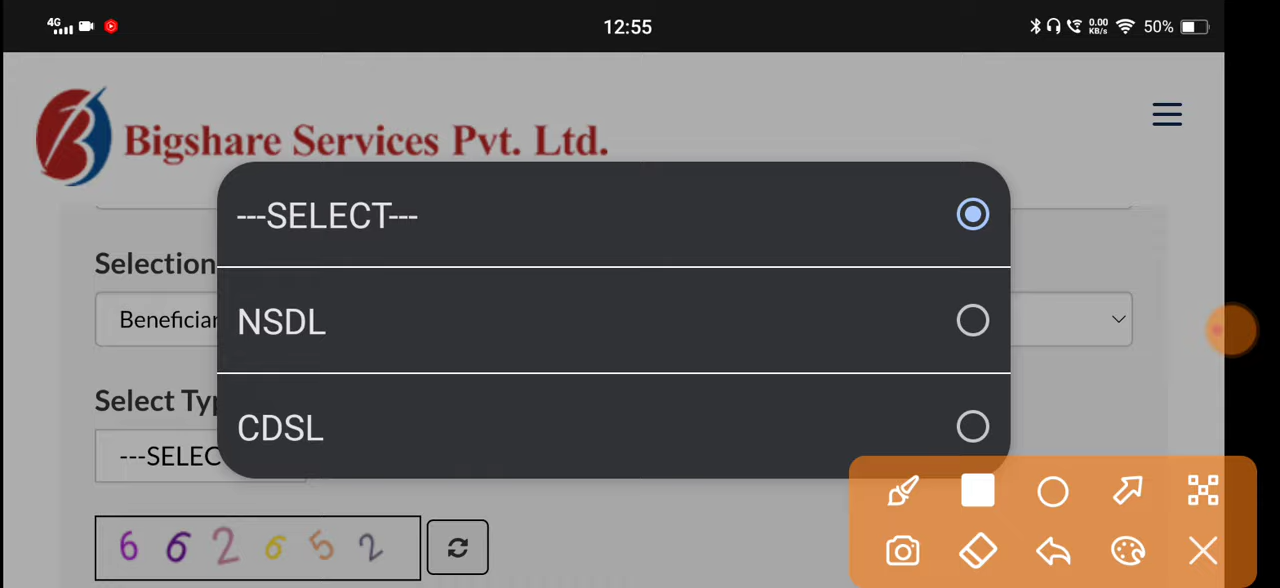 4G 12:55 0.00 KB/s 50%
Bigshare Services Pvt. Ltd.
---SELECT---
Selection
Beneficiar
NSDL
Select Typ
---SELEC
CDSL
6 6 2 6 5 2